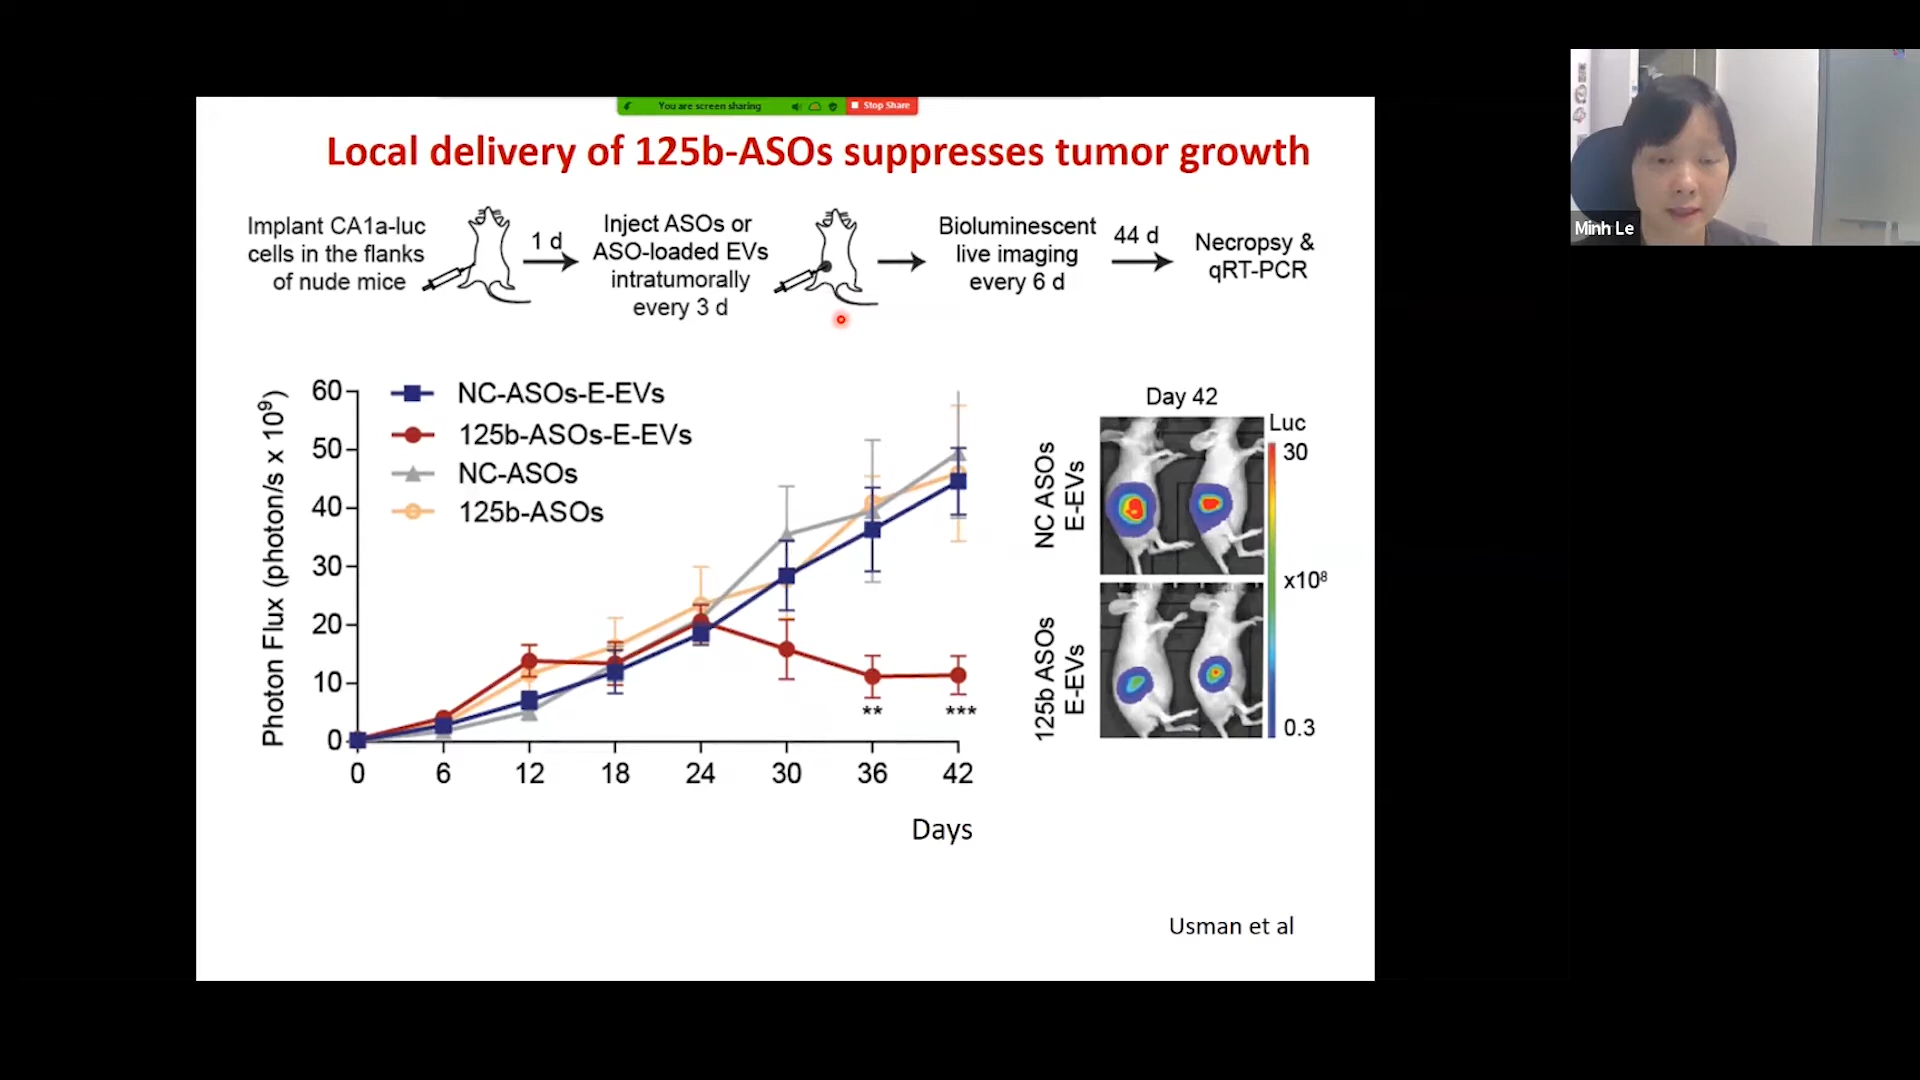 You are screen sharing
Stop Share
Local delivery of 125b-ASOs suppresses tumor growth
Implant CA1a-luc
cells in the flanks
of nude mice
1 d
Inject ASOs or
ASO-loaded EVs
intratumorally
every 3 d
Bioluminescent
live imaging
every 6 d
44 d
Necropsy &
qRT-PCR
Photon Flux (photon/s x 10⁹)
60
50
40
30
20
10
0
NC-ASOs-E-EVs
125b-ASOs-E-EVs
NC-ASOs
125b-ASOs
**
***
0 6 12 18 24 30 36 42
Days
Day 42
NC ASOs
E-EVs
125b ASOs
E-EVs
Luc
30
x10⁸
0.3
Usman et al
Minh Le